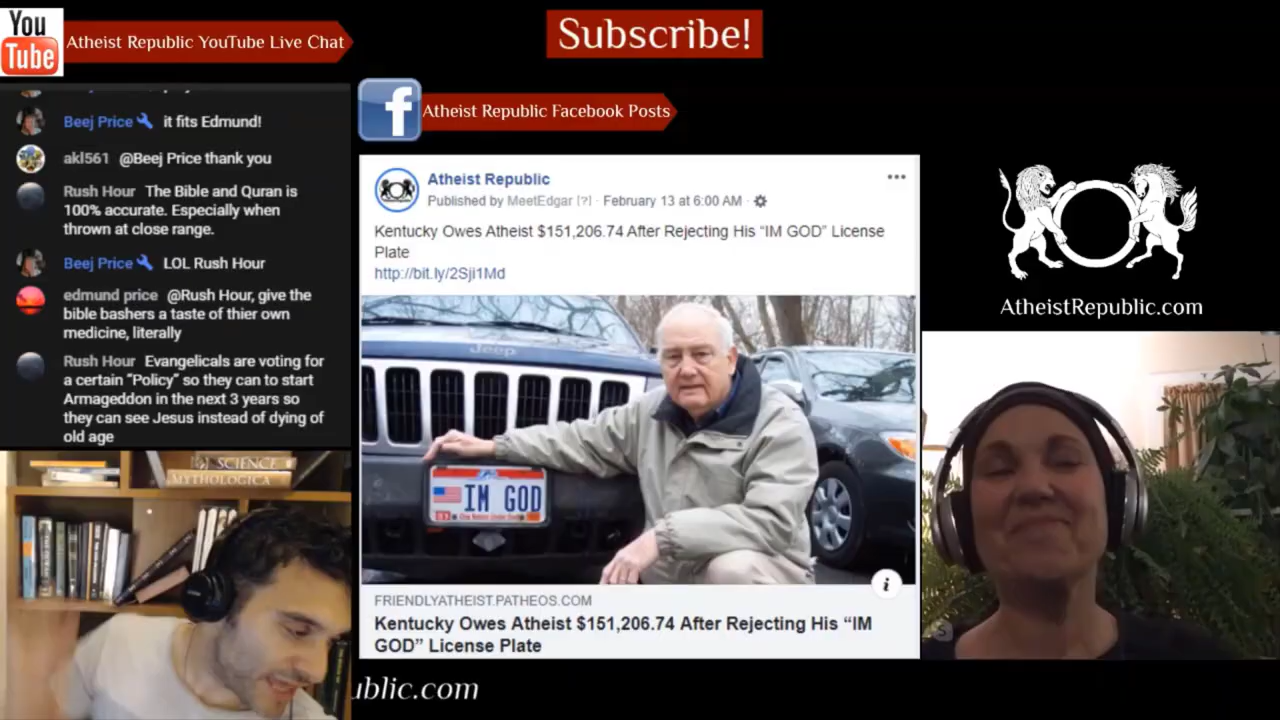 You
Tube
Atheist Republic YouTube Live Chat
Subscribe!
Beej Price it fits Edmund!
akl561 @Beej Price thank you
Rush Hour The Bible and Quran is
100% accurate. Especially when
thrown at close range.
Beej Price LOL Rush Hour
edmund price @Rush Hour, give the
bible bashers a taste of thier own
medicine, literally
Rush Hour Evangelicals are voting for
a certain "Policy" so they can to start
Armageddon in the next 3 years so
they can see Jesus instead of dying of
old age
f
Atheist Republic Facebook Posts
Atheist Republic
Published by MeetEdgar [?] · February 13 at 6:00 AM ·
Kentucky Owes Atheist $151,206.74 After Rejecting His “IM GOD” License
Plate
http://bit.ly/2Sji1Md
Jeep
IM GOD
i
FRIENDLYATHEIST.PATHEOS.COM
Kentucky Owes Atheist $151,206.74 After Rejecting His “IM
GOD” License Plate
AtheistRepublic.com
SCIENCE
MYTHOLOGICA
ublic.com